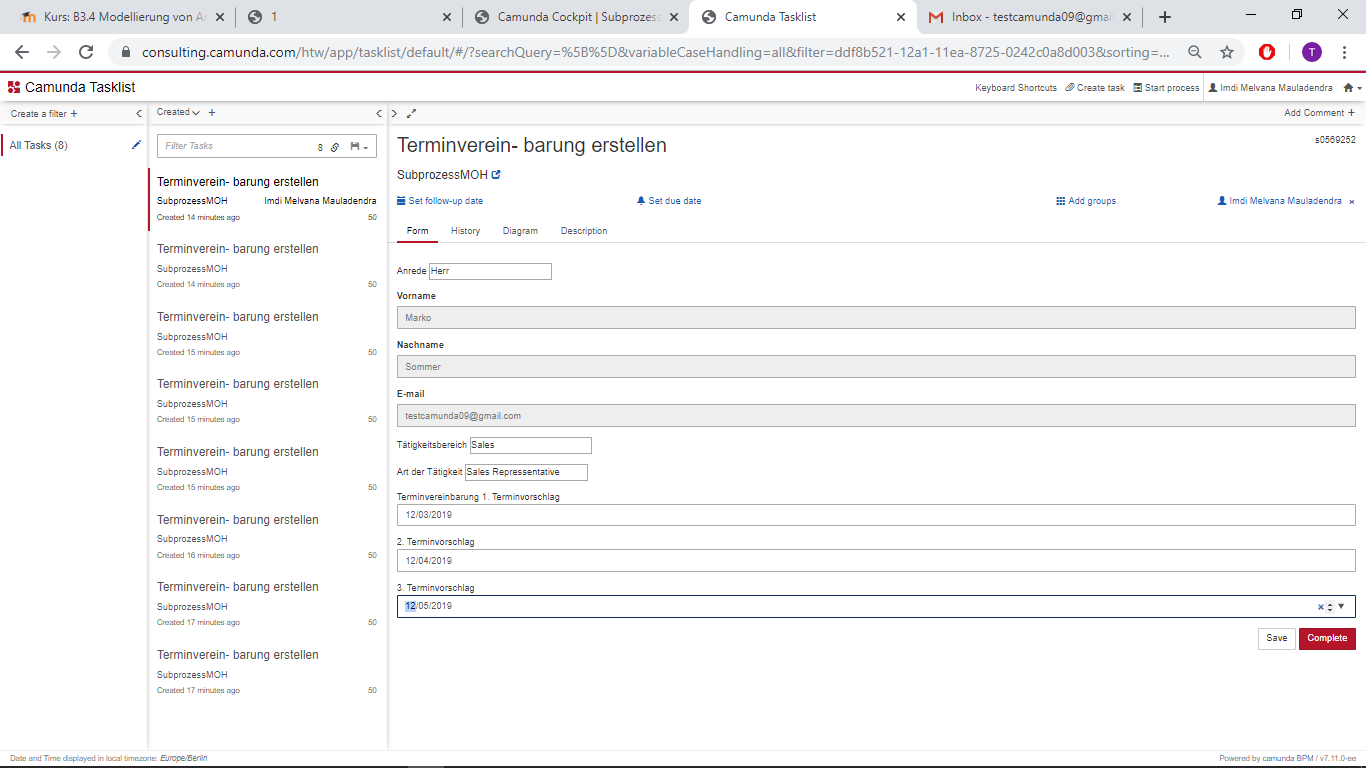 Kurs: B3.4 Modellierung von A
1
Camunda Cockpit | Subprozess
Camunda Tasklist
Inbox - testcamunda09@gmai
consulting.camunda.com/htw/app/tasklist/default/#/?searchQuery=%5B%5D&variableCaseHandling=all&filter=ddf8b521-12a1-11ea-8725-0242c0a8d003&sorting=...
T
Camunda Tasklist
Keyboard Shortcuts
Create task
Start process
Imdi Melvana Mauladendra
Create a filter +
Created
Add Comment +
All Tasks (8)
Filter Tasks
8
Terminverein- barung erstellen
s0569252
SubprozessMOH
Set follow-up date
Set due date
Add groups
Imdi Melvana Mauladendra ×
Form
History
Diagram
Description
Terminverein- barung erstellen
SubprozessMOH
Imdi Melvana Mauladendra
Created 14 minutes ago
50
Terminverein- barung erstellen
SubprozessMOH
Created 14 minutes ago
50
Terminverein- barung erstellen
SubprozessMOH
Created 15 minutes ago
50
Terminverein- barung erstellen
SubprozessMOH
Created 15 minutes ago
50
Terminverein- barung erstellen
SubprozessMOH
Created 15 minutes ago
50
Terminverein- barung erstellen
SubprozessMOH
Created 16 minutes ago
50
Terminverein- barung erstellen
SubprozessMOH
Created 17 minutes ago
50
Terminverein- barung erstellen
SubprozessMOH
Created 17 minutes ago
50
Anrede Herr
Vorname
Marko
Nachname
Sommer
E-mail
testcamunda09@gmail.com
Tätigkeitsbereich Sales
Art der Tätigkeit Sales Repressentative
Terminvereinbarung 1. Terminvorschlag
12/03/2019
2. Terminvorschlag
12/04/2019
3. Terminvorschlag
12/05/2019
Save
Complete
Date and Time displayed in local timezone: Europe/Berlin
Powered by camunda BPM / v7.11.0-ee